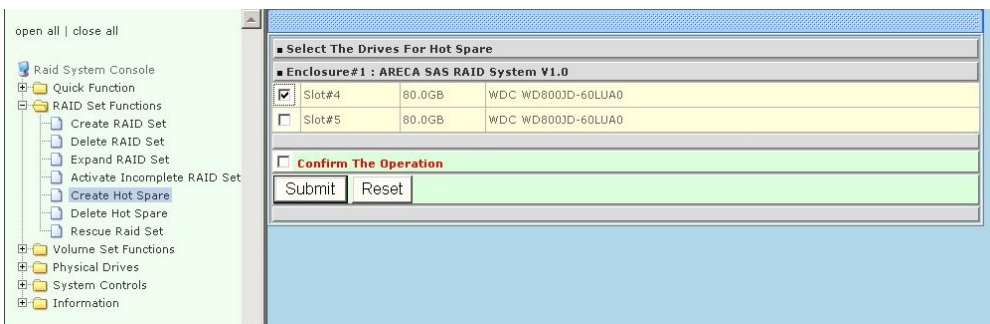 open all | close all
Raid System Console
Quick Function
RAID Set Functions
Create RAID Set
Delete RAID Set
Expand RAID Set
Activate Incomplete RAID Set
Create Hot Spare
Delete Hot Spare
Rescue Raid Set
Volume Set Functions
Physical Drives
System Controls
Information
Select The Drives For Hot Spare
Enclosure#1 : ARECA SAS RAID System V1.0
Slot#4 80.0GB WDC WD800JD-60LUA0
Slot#5 80.0GB WDC WD800JD-60LUA0
Confirm The Operation
Submit Reset